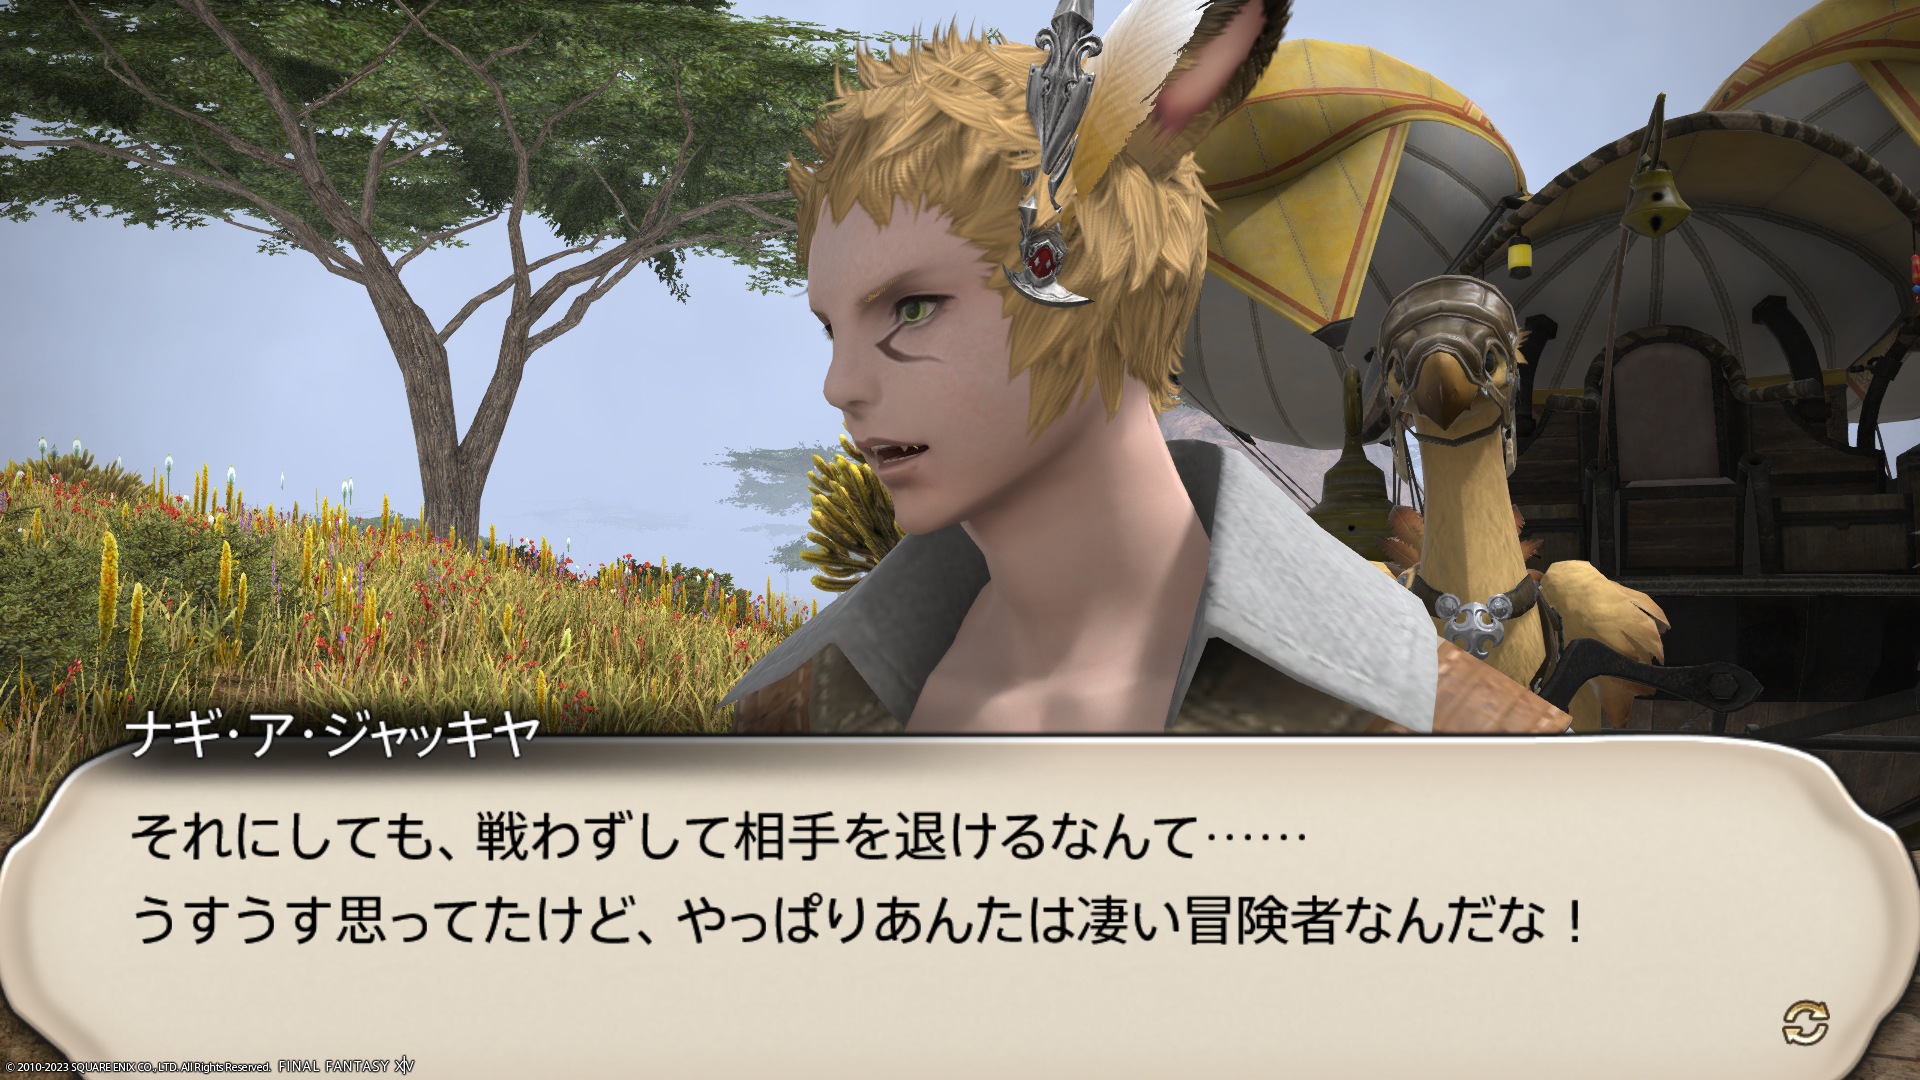 ナギ・ア・ジャッキヤ
それにしても、戦わずして相手を退けるなんて……
うすうす思ってたけど、やっぱりあんたは凄い冒険者なんだな！
© 2010-2023 SQUARE ENIX CO., LTD. All Rights Reserved. FINAL FANTASY XIV